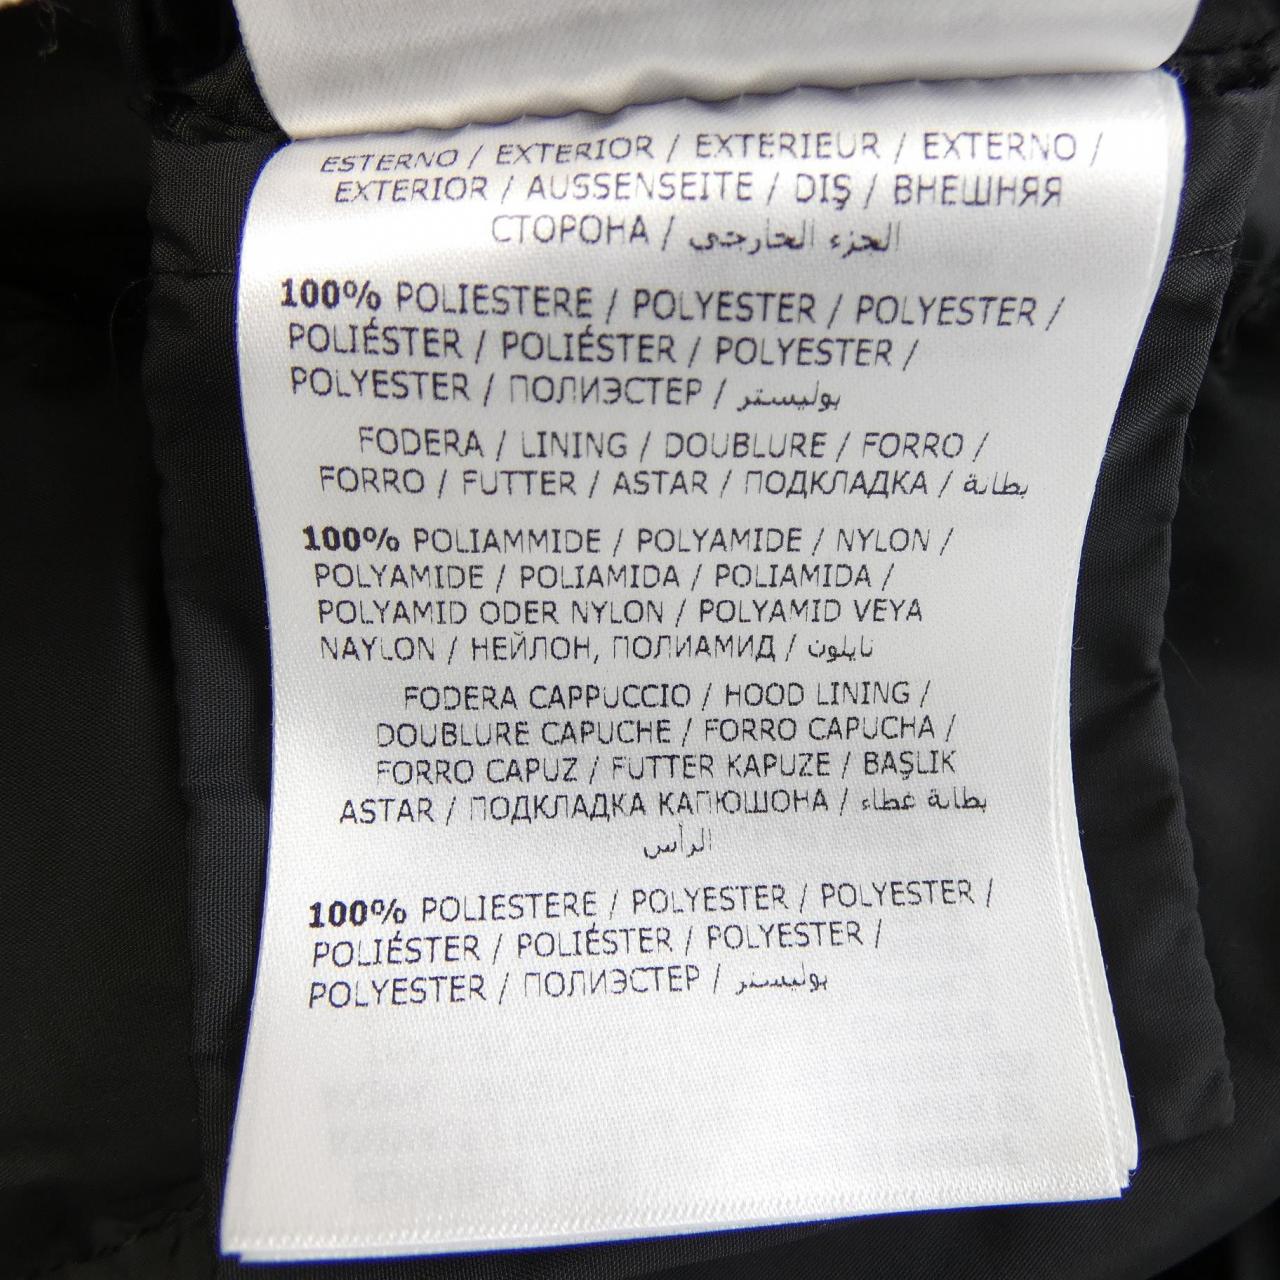 ESTERNO / EXTERIOR / EXTERIEUR / EXTERNO /
EXTERIOR / AUSSENSEITE / DIŞ / ВНЕШНЯЯ
СТОРОНА / الجزء الخارجي
100% POLIESTERE / POLYESTER / POLYESTER /
POLIÉSTER / POLIÉSTER / POLYESTER /
POLYESTER / ПОЛИЭСТЕР / بوليستر
FODERA / LINING / DOUBLURE / FORRO /
FORRO / FUTTER / ASTAR / ПОДКЛАДКА / بطانة
100% POLIAMMIDE / POLYAMIDE / NYLON /
POLYAMIDE / POLIAMIDA / POLIAMIDA /
POLYAMID ODER NYLON / POLYAMID VEYA
NAYLON / НЕЙЛОН, ПОЛИАМИД / نايلون
FODERA CAPPUCCIO / HOOD LINING /
DOUBLURE CAPUCHE / FORRO CAPUCHA /
FORRO CAPUZ / FUTTER KAPUZE / BAŞLIK
ASTAR / ПОДКЛАДКА КАПЮШОНА / بطانة غطاء
الرأس
100% POLIESTERE / POLYESTER / POLYESTER /
POLIÉSTER / POLIÉSTER / POLYESTER /
POLYESTER / ПОЛИЭСТЕР / بوليستر